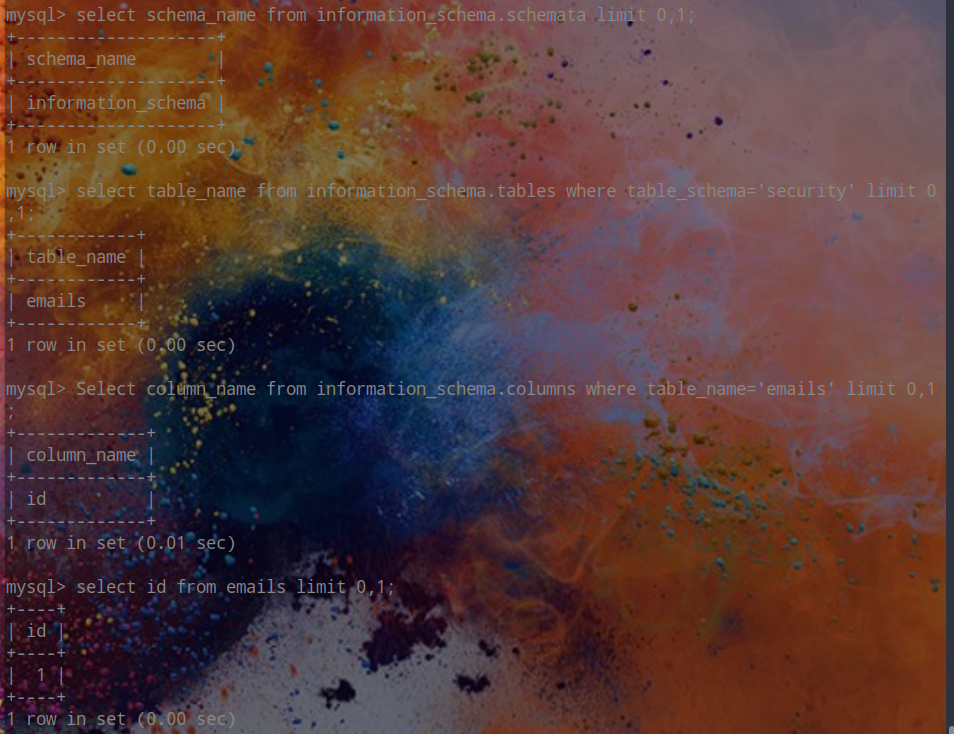 mysql> select schema_name from information_schema.schemata limit 0,1;
+--------------------+
| schema_name        |
+--------------------+
| information_schema |
+--------------------+
1 row in set (0.00 sec)
mysql> select table_name from information_schema.tables where table_schema='security' limit 0
,1;
+------------+
| table_name |
+------------+
| emails     |
+------------+
1 row in set (0.00 sec)
mysql> Select column_name from information_schema.columns where table_name='emails' limit 0,1
;
+-------------+
| column_name |
+-------------+
| id          |
+-------------+
1 row in set (0.01 sec)
mysql> select id from emails limit 0,1;
+----+
| id |
+----+
|  1 |
+----+
1 row in set (0.00 sec)